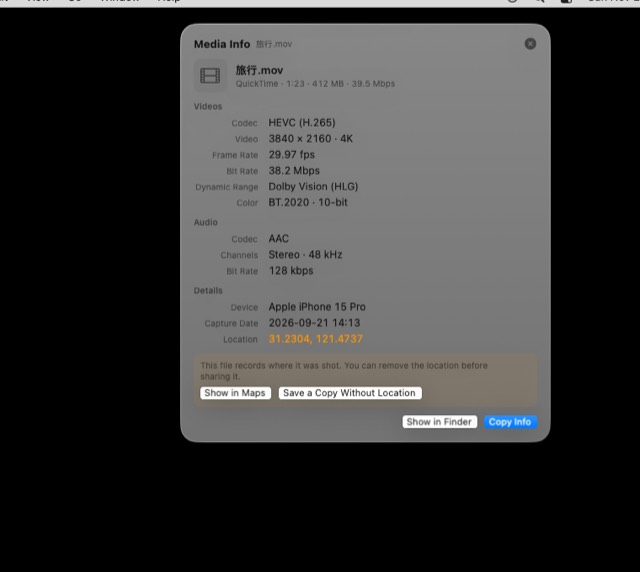 Media Info 旅行.mov
旅行.mov
QuickTime · 1:23 · 412 MB · 39.5 Mbps
Videos
Codec HEVC (H.265)
Video 3840 × 2160 · 4K
Frame Rate 29.97 fps
Bit Rate 38.2 Mbps
Dynamic Range Dolby Vision (HLG)
Color BT.2020 · 10-bit
Audio
Codec AAC
Channels Stereo · 48 kHz
Bit Rate 128 kbps
Details
Device Apple iPhone 15 Pro
Capture Date 2026-09-21 14:13
Location 31.2304, 121.4737
This file records where it was shot. You can remove the location before
sharing it.
Show in Maps Save a Copy Without Location
Show in Finder Copy Info